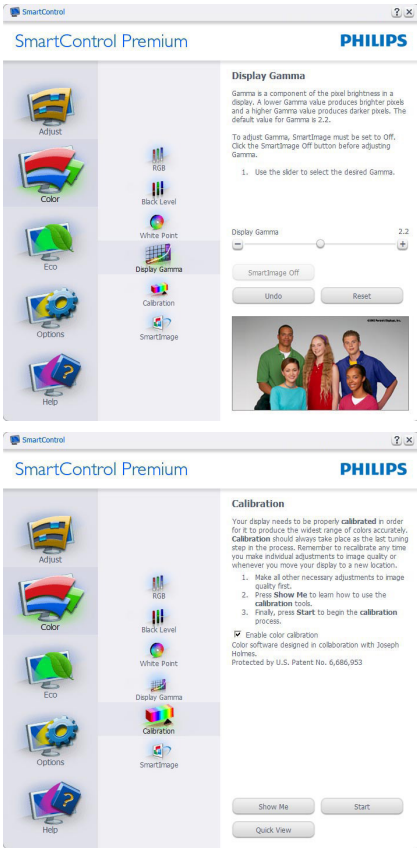 SmartControl
SmartControl Premium
PHILIPS
Adjust
Color
Eco
Options
Help
RGB
Black Level
White Point
Display Gamma
Calibration
SmartImage
Display Gamma
Gamma is a component of the pixel brightness in a
display. A lower Gamma value produces brighter pixels
and a higher Gamma value produces darker pixels. The
default value for Gamma is 2.2.
To adjust Gamma, SmartImage must be set to Off.
Click the SmartImage Off button before adjusting
Gamma.
1. Use the slider to select the desired Gamma.
Display Gamma 2.2
SmartImage Off
Undo Reset
SmartControl
SmartControl Premium
PHILIPS
Adjust
Color
Eco
Options
Help
RGB
Black Level
White Point
Display Gamma
Calibration
SmartImage
Calibration
Your display needs to be properly calibrated in order
for it to produce the widest range of colors accurately.
Calibration should always take place as the last tuning
step in the process. Remember to recalibrate any time
you make individual adjustments to image quality or
whenever you move your display to a new location.
1. Make all other necessary adjustments to image
quality first.
2. Press Show Me to learn how to use the
calibration tools.
3. Finally, press Start to begin the calibration
process.
Enable color calibration
Color software designed in collaboration with Joseph
Holmes.
Protected by U.S. Patent No. 6,686,953
Show Me Start
Quick View